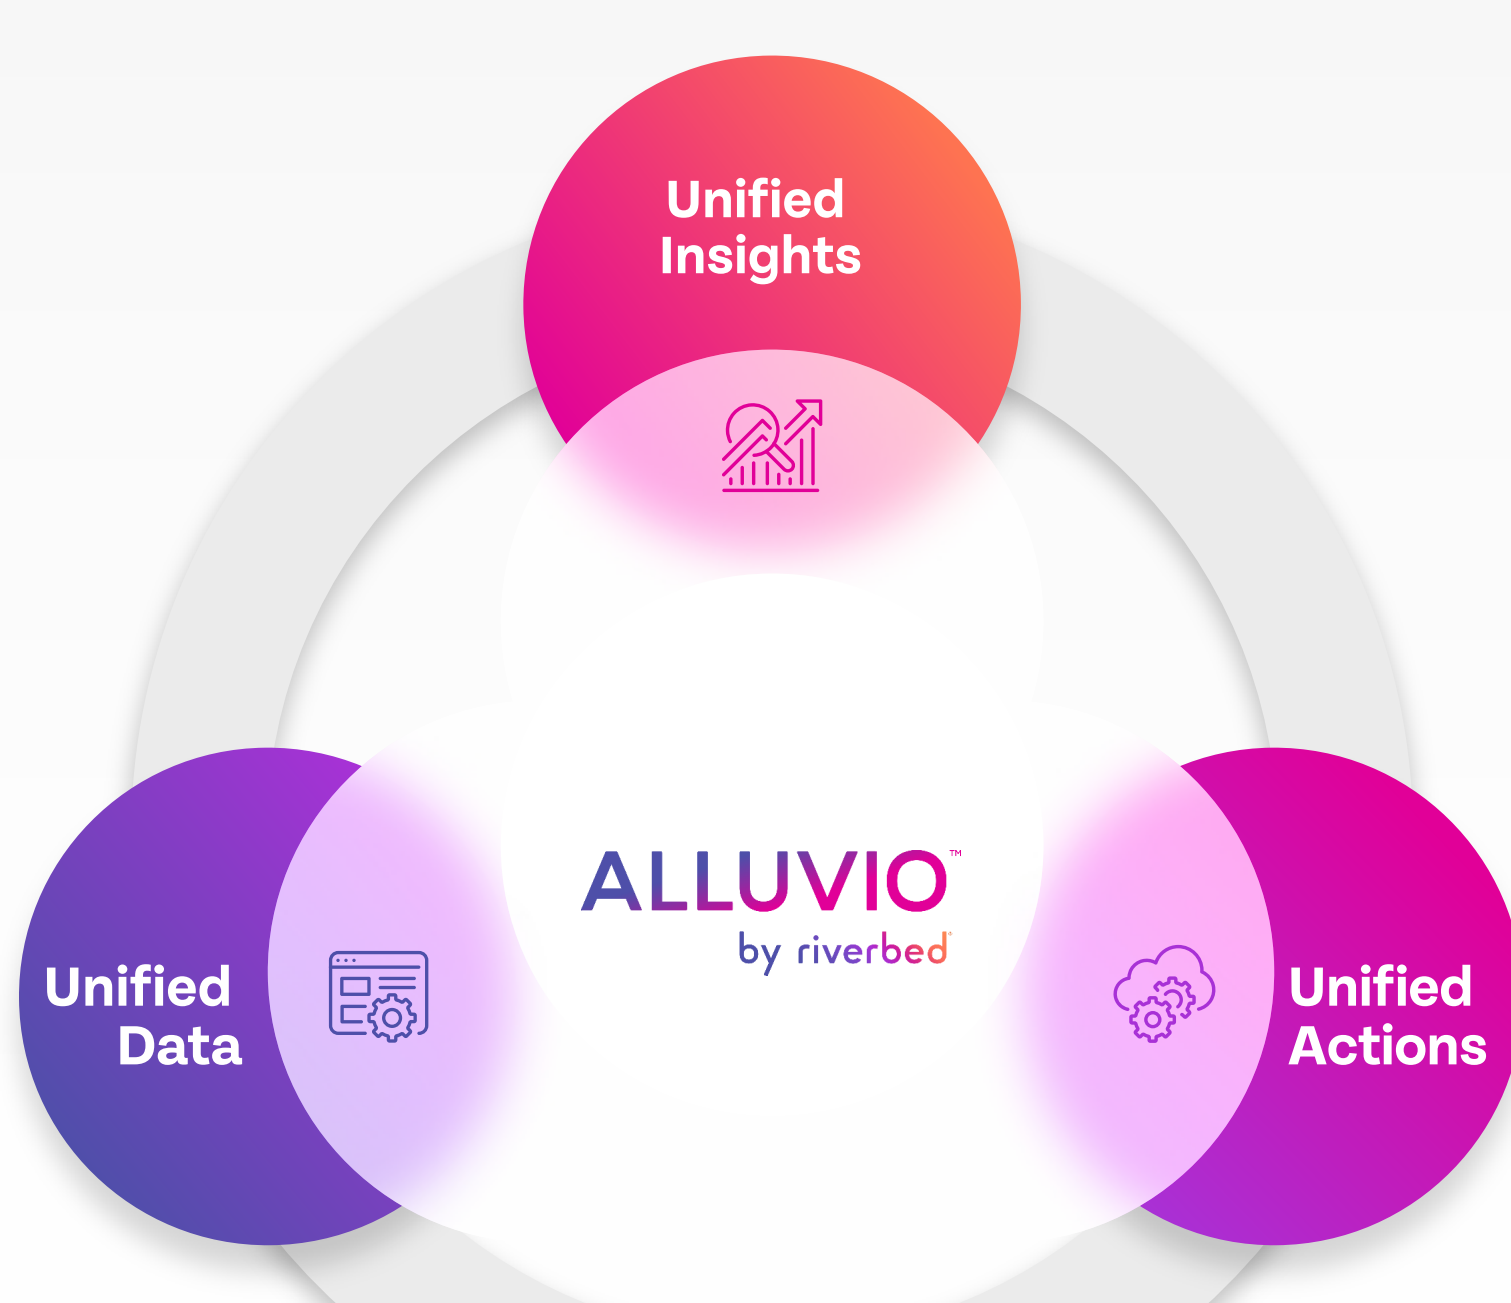 Unified
Insights
ALLUVIO™
by riverbed®
Unified
Data
Unified
Actions